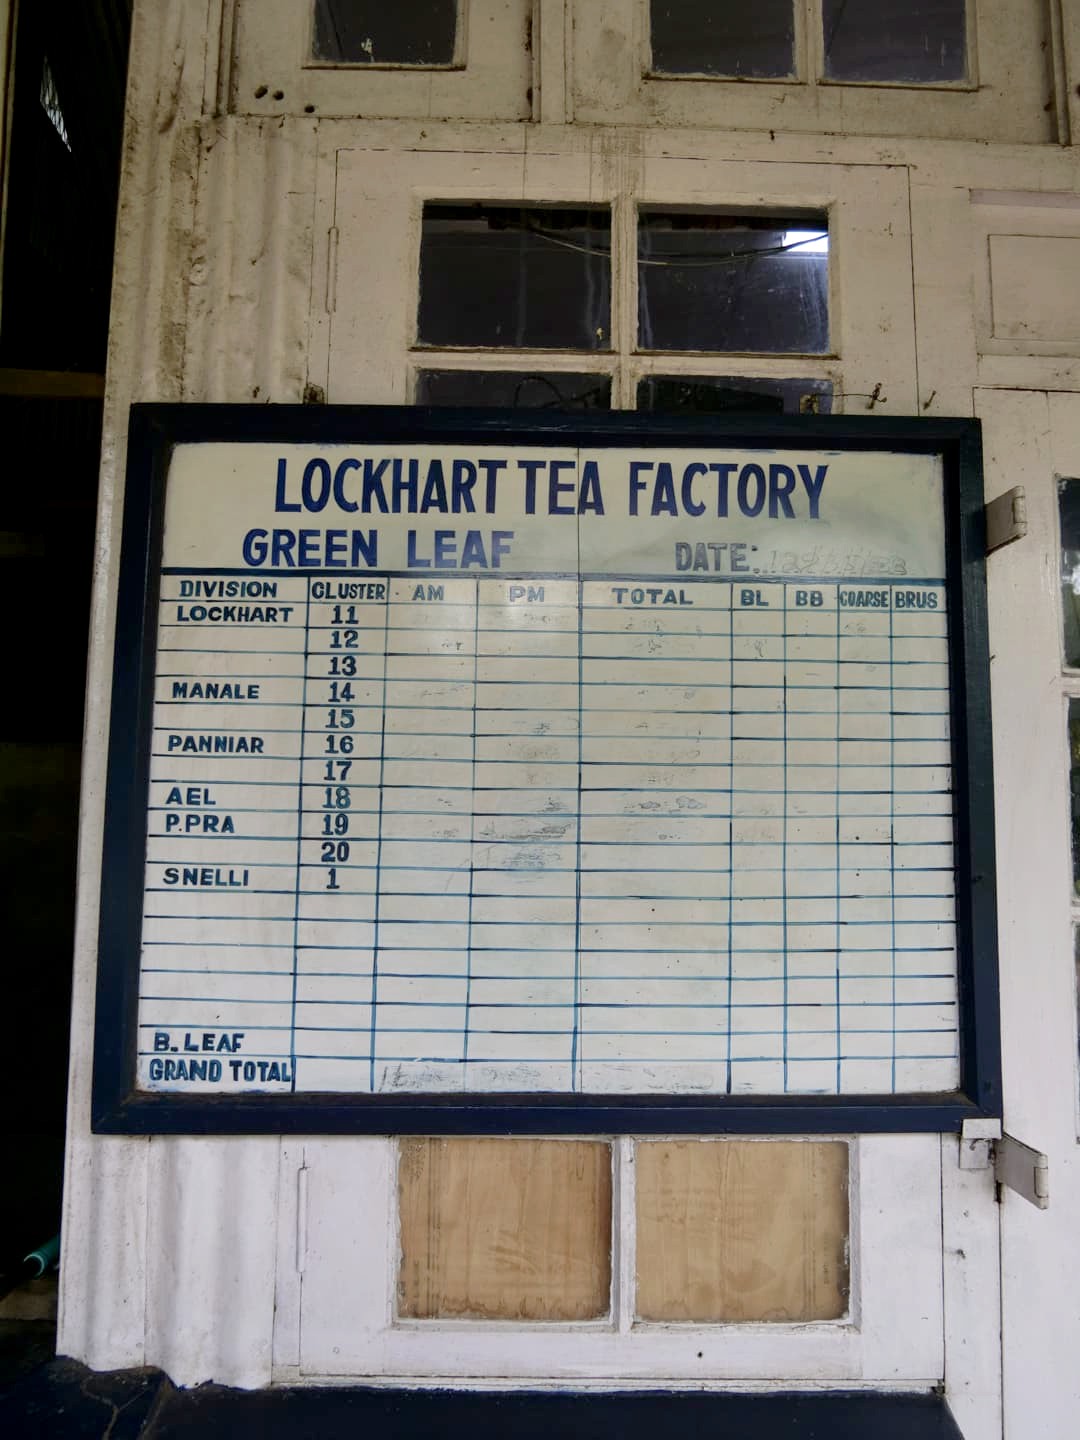 LOCKHART TEA FACTORY
GREEN LEAF DATE:
DIVISION CLUSTER AM PM TOTAL BL BB COARSE BRUS
LOCKHART 11
12
13
MANALE 14
15
PANNIAR 16
17
AEL 18
P.PRA 19
20
SNELLI 1
B. LEAF
GRAND TOTAL